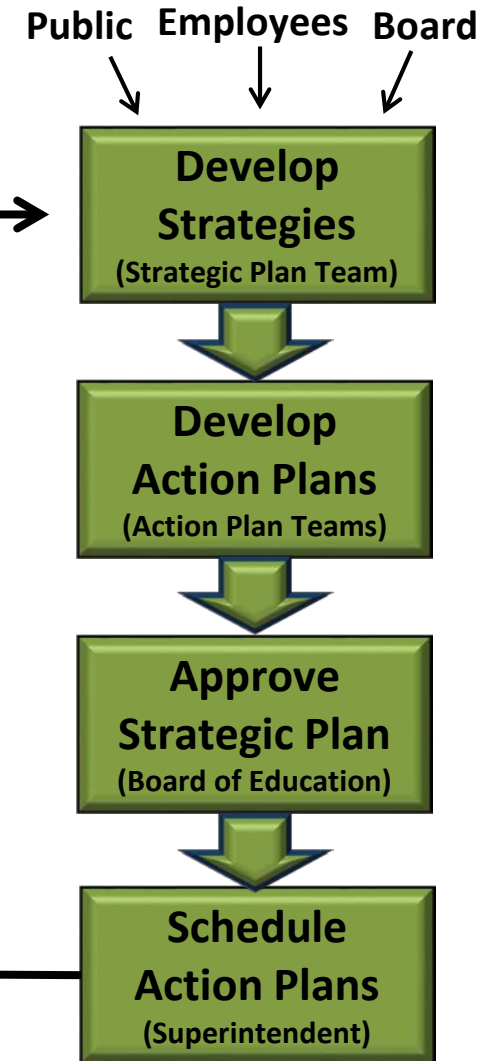 Public Employees Board
Develop
Strategies
(Strategic Plan Team)
Develop
Action Plans
(Action Plan Teams)
Approve
Strategic Plan
(Board of Education)
Schedule
Action Plans
(Superintendent)